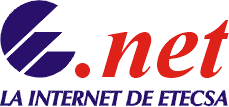 .net
LA INTERNET DE ETECSA